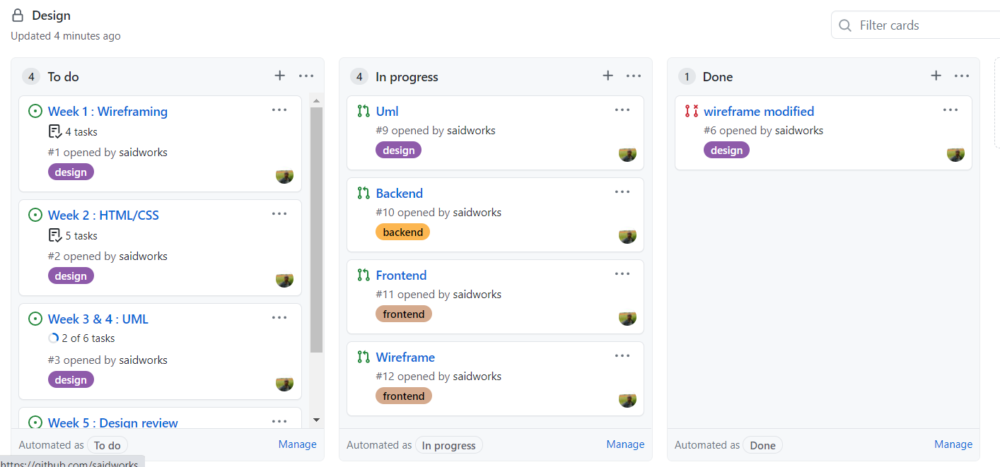 Design
Updated 4 minutes ago
Filter cards
4 To do
Week 1 : Wireframing
4 tasks
#1 opened by saidworks
design
Week 2 : HTML/CSS
5 tasks
#2 opened by saidworks
design
Week 3 & 4 : UML
2 of 6 tasks
#3 opened by saidworks
design
Week 5 : Design review
Automated as To do
Manage
4 In progress
Uml
#9 opened by saidworks
design
Backend
#10 opened by saidworks
backend
Frontend
#11 opened by saidworks
frontend
Wireframe
#12 opened by saidworks
frontend
Automated as In progress
Manage
1 Done
wireframe modified
#6 opened by saidworks
design
Automated as Done
Manage
https://github.com/saidworks